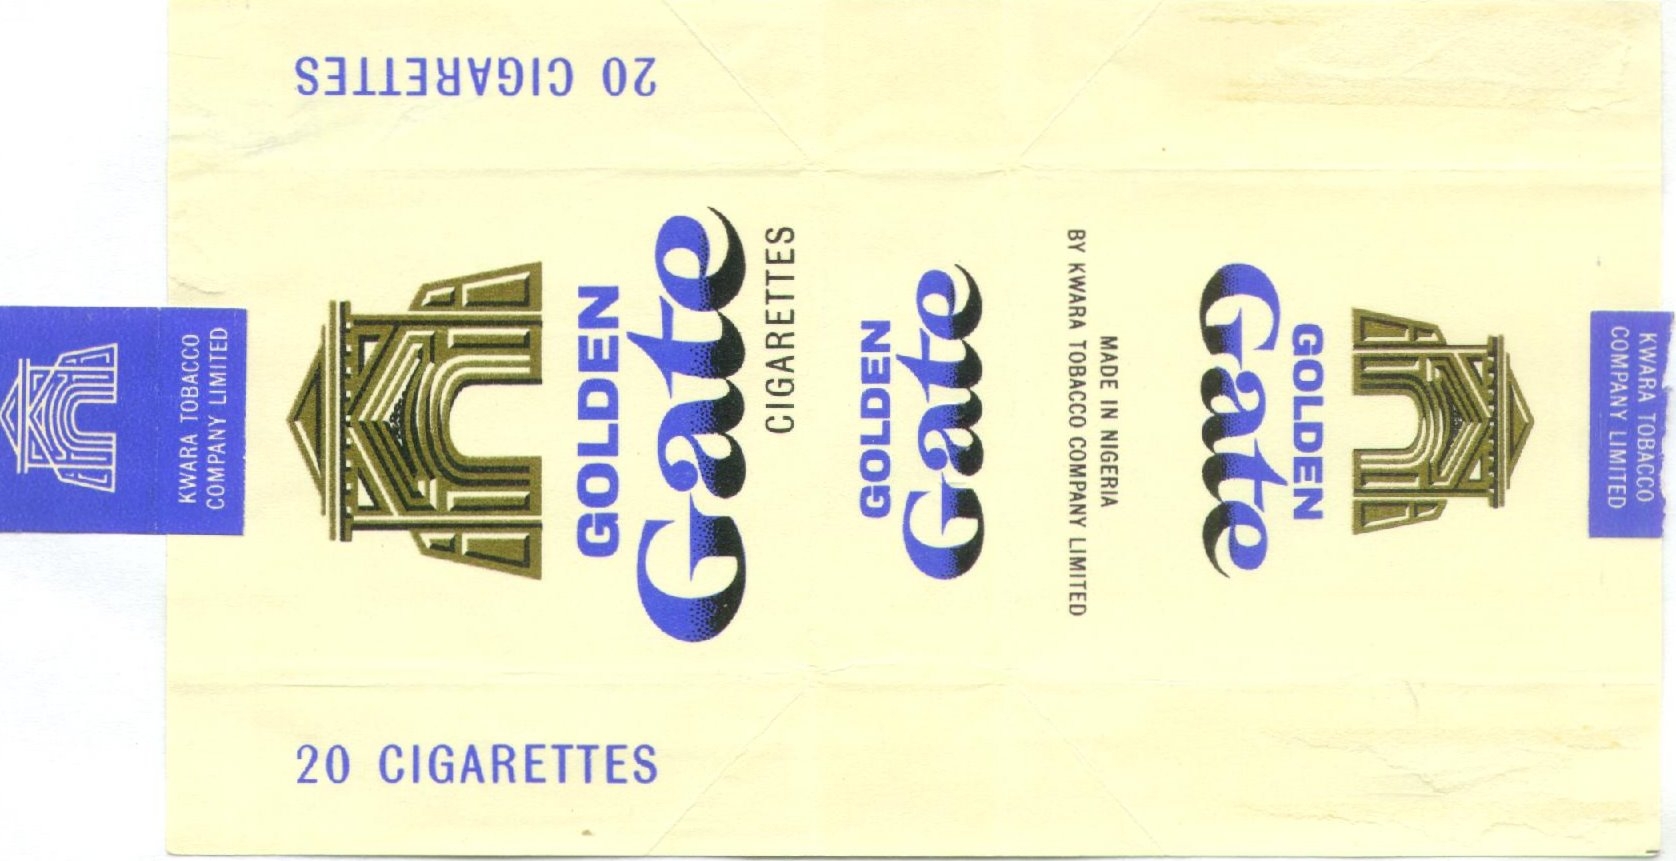 20 CIGARETTES
KWARA TOBACCO
COMPANY LIMITED
GOLDEN
Gate
CIGARETTES
GOLDEN
Gate
MADE IN NIGERIA
BY KWARA TOBACCO COMPANY LIMITED
GOLDEN
Gate
KWARA TOBACCO
COMPANY LIMITED
20 CIGARETTES